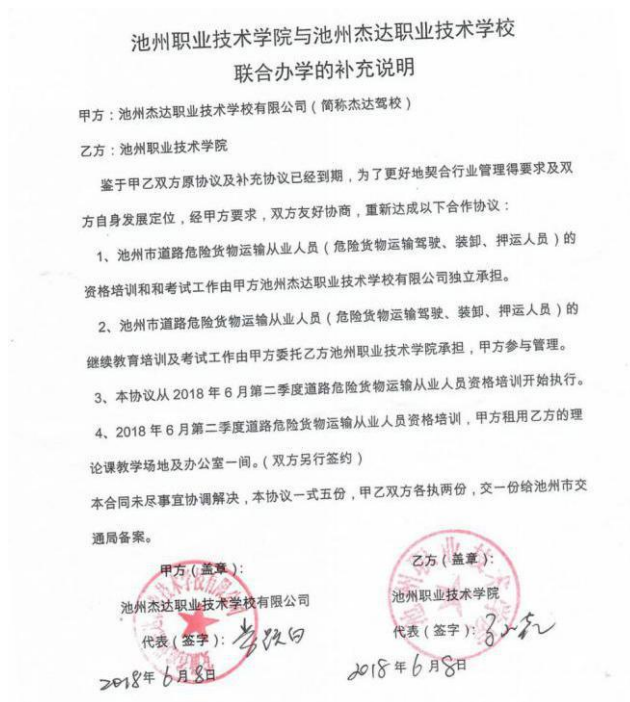 池州职业技术学院与池州杰达职业技术学校
联合办学的补充说明
甲方：池州杰达职业技术学校有限公司（简称杰达驾校）
乙方：池州职业技术学院
鉴于甲乙双方原协议及补充协议已经到期，为了更好地契合行业管理得要求及双
方自身发展定位，经甲方要求，双方友好协商，重新达成以下合作协议：
1、池州市道路危险货物运输从业人员（危险货物运输驾驶、装卸、押运人员）的
资格培训和和考试工作由甲方池州杰达职业技术学校有限公司独立承担。
2、池州市道路危险货物运输从业人员（危险货物运输驾驶、装卸、押运人员）的
继续教育培训及考试工作由甲方委托乙方池州职业技术学院承担，甲方参与管理。
3、本协议从 2018 年 6 月第二季度道路危险货物运输从业人员资格培训开始执行。
4、2018 年 6 月第二季度道路危险货物运输从业人员资格培训，甲方租用乙方的理
论课教学场地及办公室一间。（双方另行签约）
本合同未尽事宜协调解决，本协议一式五份，甲乙双方各执两份，交一份给池州市交
通局备案。
甲方（盖章）： 乙方（盖章）：
池州杰达职业技术学校有限公司 池州职业技术学院
代表（签字）： 代表（签字）：
2018年 6 月 8日 2018 年 6 月 8日